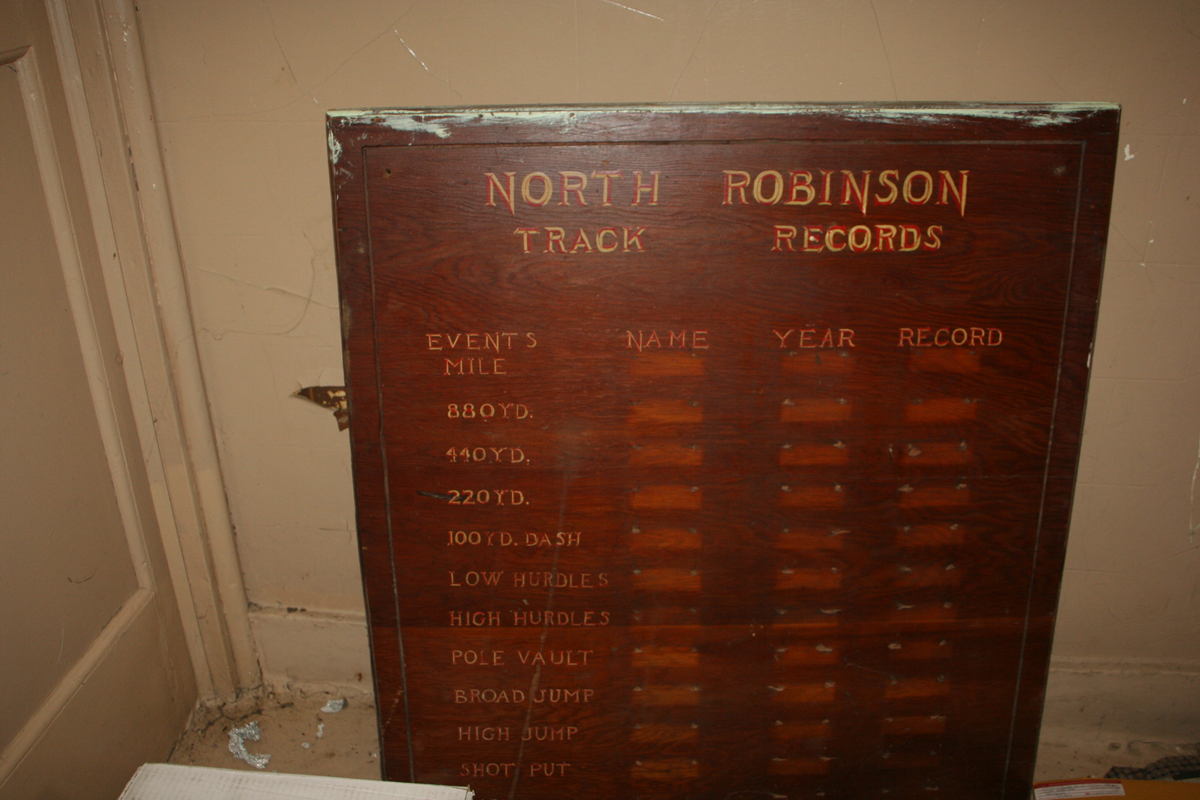 NORTH ROBINSON
TRACK RECORDS
EVENTS NAME YEAR RECORD
MILE
880 YD.
440 YD.
220 YD.
100 YD. DASH
LOW HURDLES
HIGH HURDLES
POLE VAULT
BROAD JUMP
HIGH JUMP
SHOT PUT